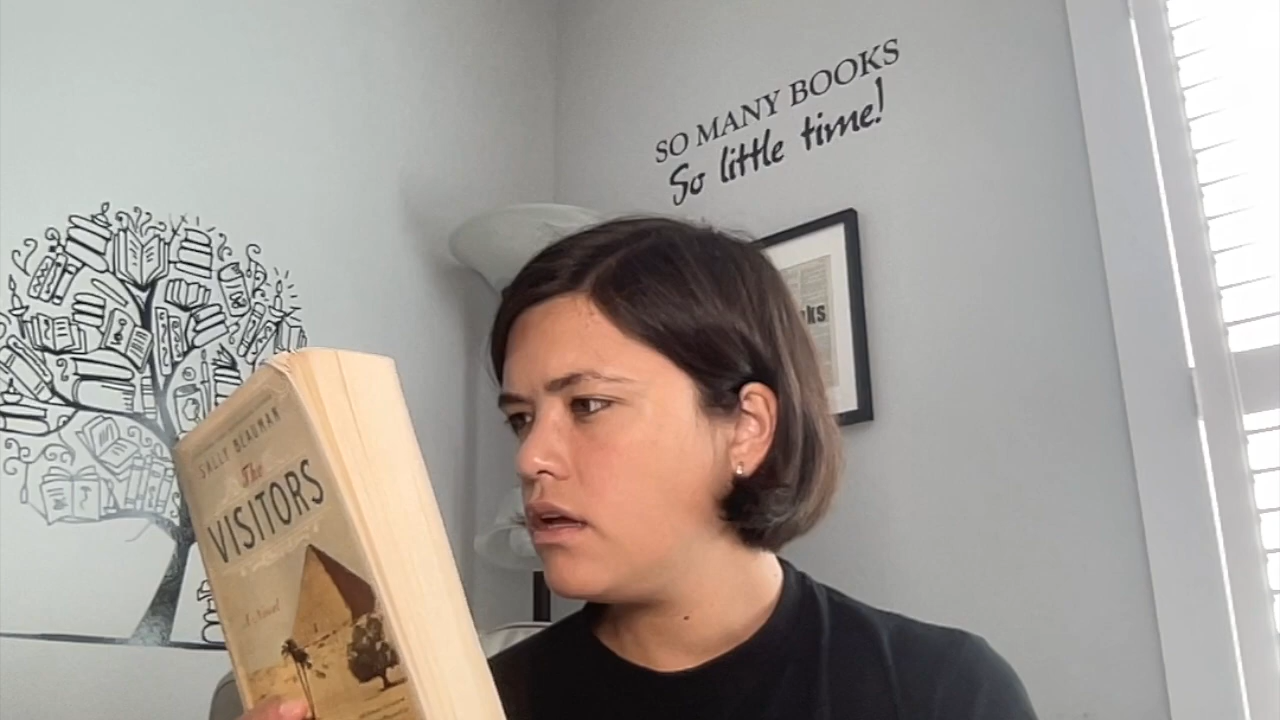 SO MANY BOOKS
So little time!
ks
SALLY BEAUMAN
The
VISITORS
A Novel